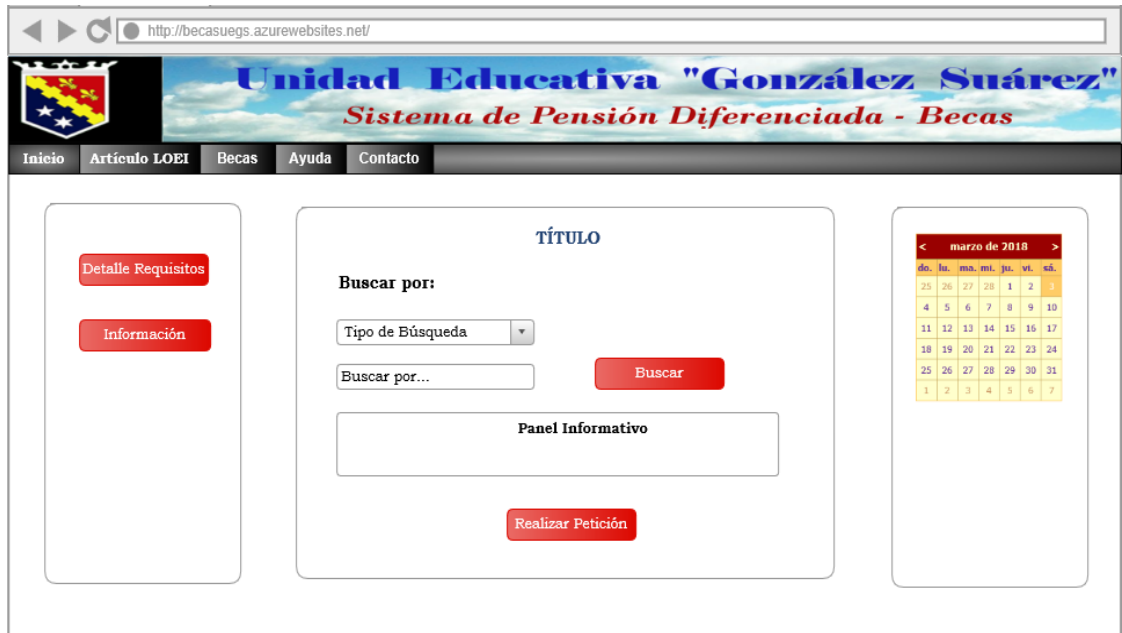 http://becasuegs.azurewebsites.net/
Unidad Educativa "González Suárez"
Sistema de Pensión Diferenciada - Becas
Inicio Artículo LOEI Becas Ayuda Contacto
Detalle Requisitos
Información
TÍTULO
Buscar por:
Tipo de Búsqueda
Buscar por...
Buscar
Panel Informativo
Realizar Petición
< marzo de 2018 >
do. lu. ma. mi. ju. vi. sá.
25 26 27 28 1 2 3
4 5 6 7 8 9 10
11 12 13 14 15 16 17
18 19 20 21 22 23 24
25 26 27 28 29 30 31
1 2 3 4 5 6 7